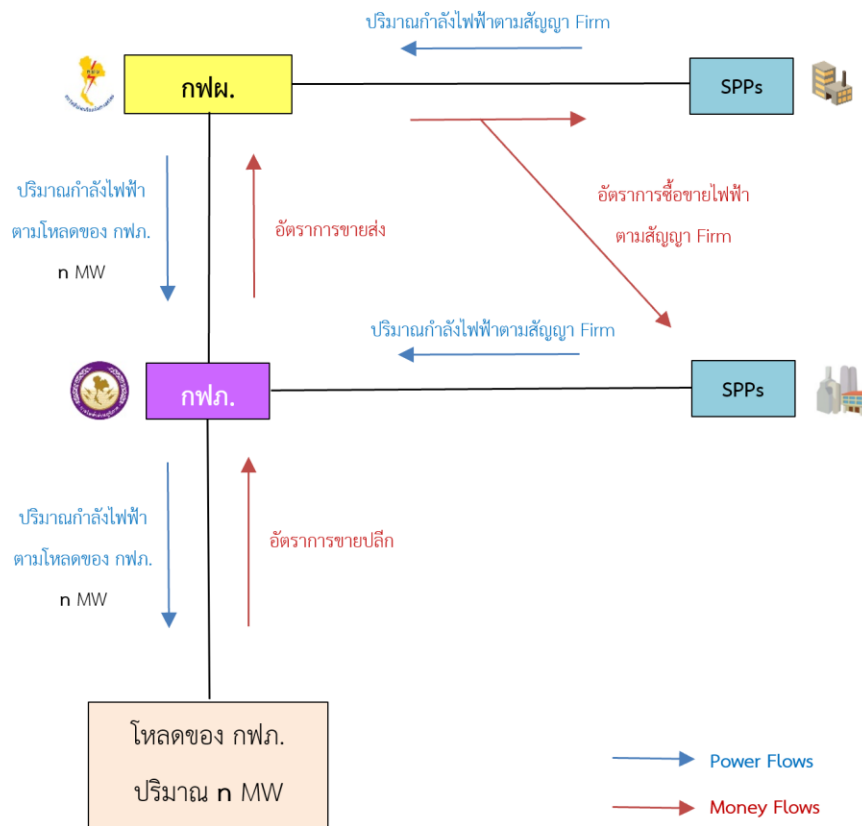 ปริมาณกำลังไฟฟ้าตามสัญญา Firm
กฟผ.
SPPs
ปริมาณกำลังไฟฟ้า
ตามโหลดของ กฟภ.
n MW
อัตราการขายส่ง
อัตราการซื้อขายไฟฟ้า
ตามสัญญา Firm
ปริมาณกำลังไฟฟ้าตามสัญญา Firm
กฟภ.
SPPs
ปริมาณกำลังไฟฟ้า
ตามโหลดของ กฟภ.
n MW
อัตราการขายปลีก
โหลดของ กฟภ.
ปริมาณ n MW
Power Flows
Money Flows